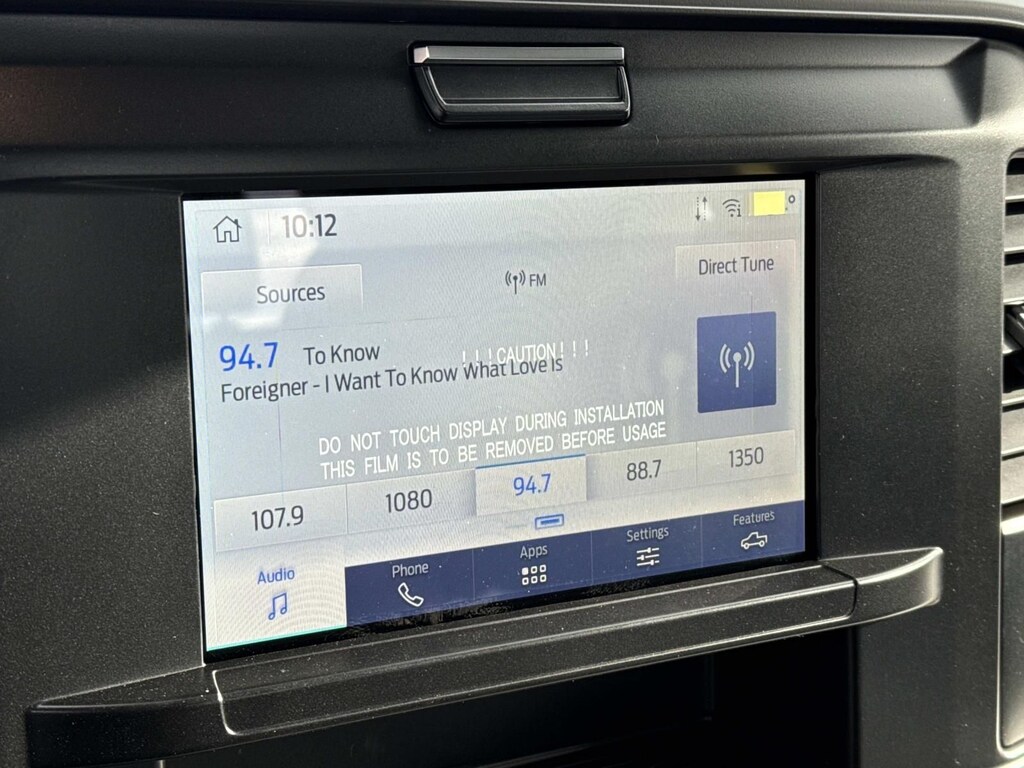 10:12
Sources
FM
Direct Tune
94.7 To Know
! ! ! CAUTION ! ! !
Foreigner - I Want To Know What Love Is
DO NOT TOUCH DISPLAY DURING INSTALLATION
THIS FILM IS TO BE REMOVED BEFORE USAGE
107.9 1080 94.7 88.7 1350
Audio Phone Apps Settings Features